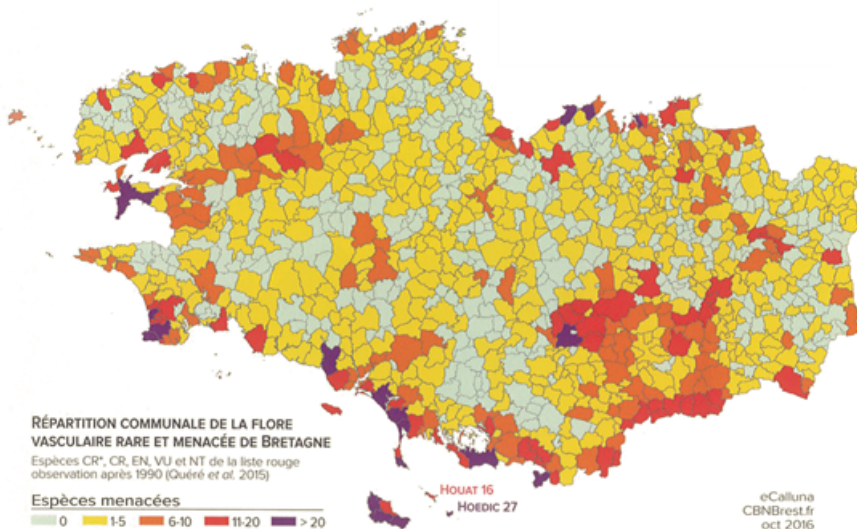 HOUAT 16
HOEDIC 27
RÉPARTITION COMMUNALE DE LA FLORE
VASCULAIRE RARE ET MENACÉE DE BRETAGNE
Espèces CR*, CR, EN, VU et NT de la liste rouge
observation après 1990 (Quéré et al. 2015)
Espèces menacées
0 1-5 6-10 11-20 > 20
eCalluna
CBNBrest.fr
oct 2016